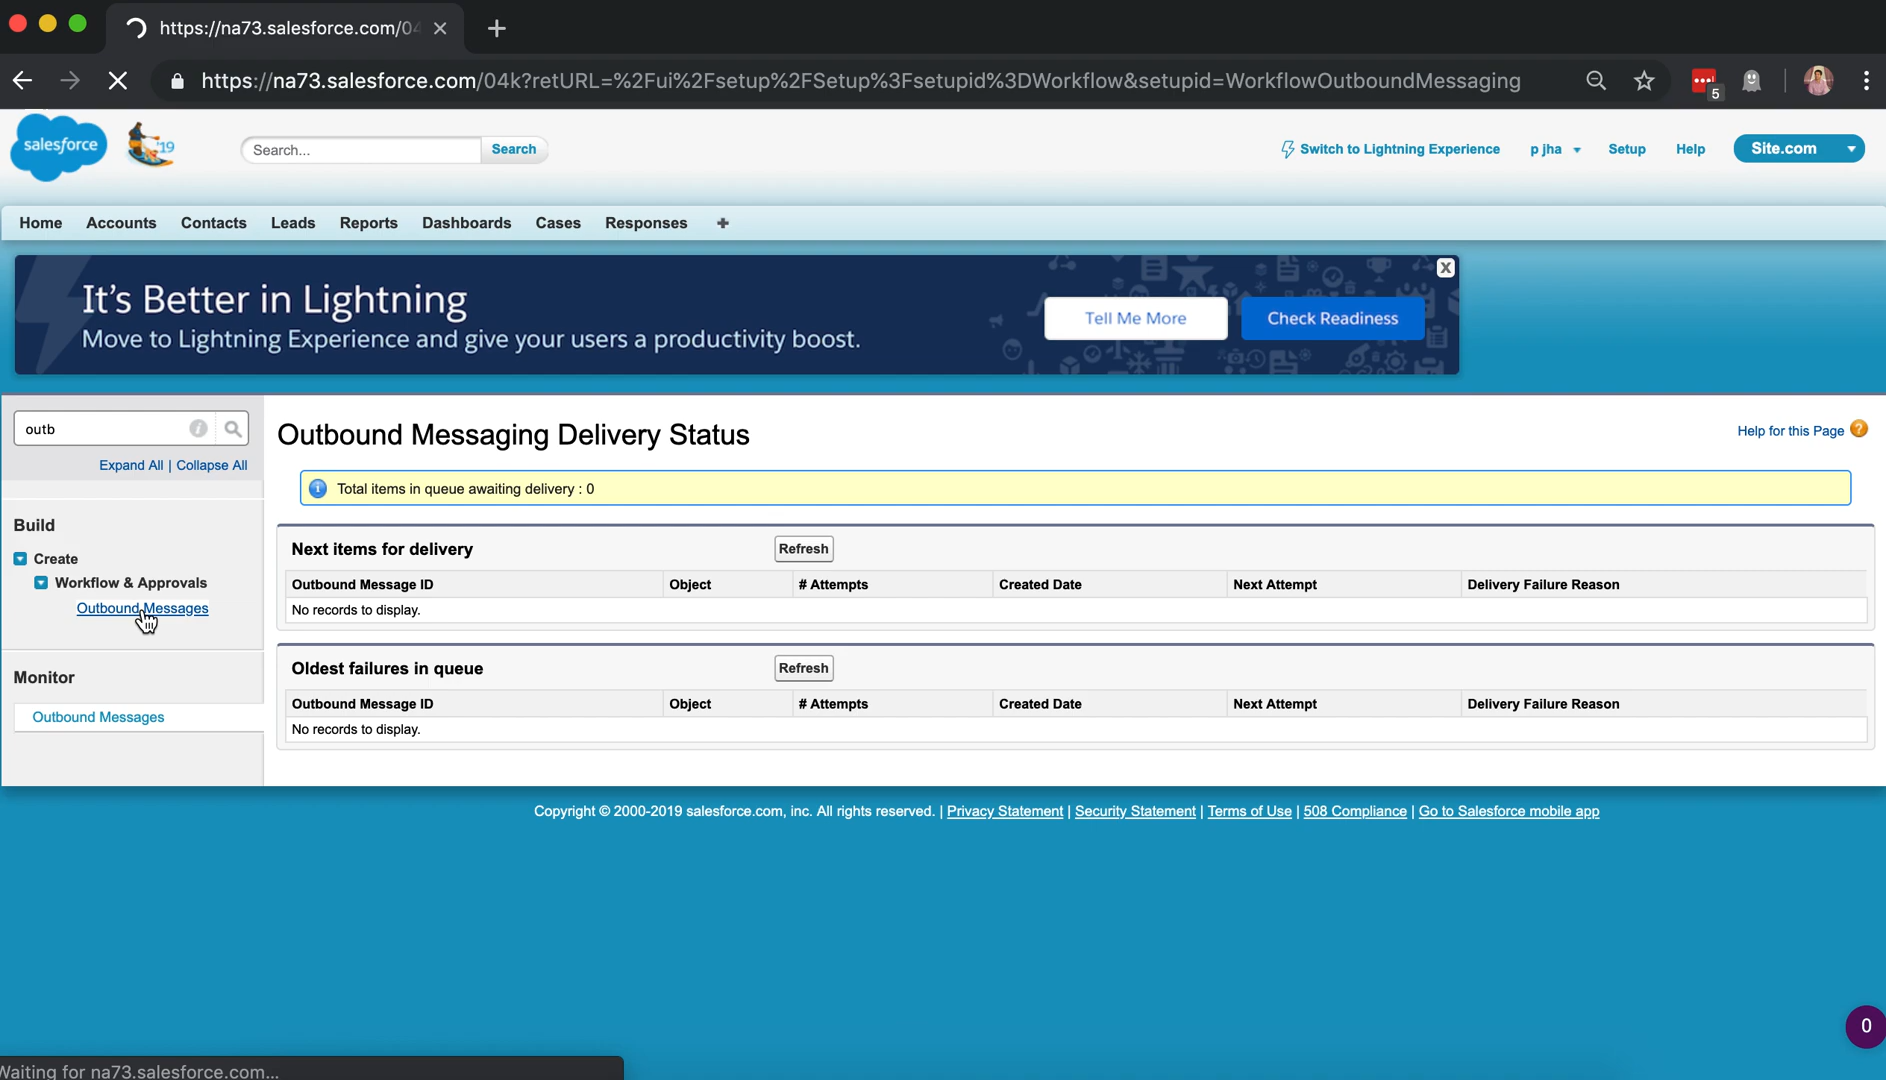 https://na73.salesforce.com/04
https://na73.salesforce.com/04k?retURL=%2Fui%2Fsetup%2FSetup%3Fsetupid%3DWorkflow&setupid=WorkflowOutboundMessaging
5
salesforce
'19
Search...
Search
Switch to Lightning Experience
p jha
Setup
Help
Site.com
Home Accounts Contacts Leads Reports Dashboards Cases Responses +
It's Better in Lightning
Move to Lightning Experience and give your users a productivity boost.
Tell Me More
Check Readiness
X
outb
Expand All | Collapse All
Build
Create
Workflow & Approvals
Outbound Messages
Monitor
Outbound Messages
Outbound Messaging Delivery Status
Help for this Page
Total items in queue awaiting delivery : 0
Next items for delivery
Refresh
Outbound Message ID Object # Attempts Created Date Next Attempt Delivery Failure Reason
No records to display.
Oldest failures in queue
Refresh
Outbound Message ID Object # Attempts Created Date Next Attempt Delivery Failure Reason
No records to display.
Copyright © 2000-2019 salesforce.com, inc. All rights reserved. | Privacy Statement | Security Statement | Terms of Use | 508 Compliance | Go to Salesforce mobile app
0
Waiting for na73.salesforce.com...